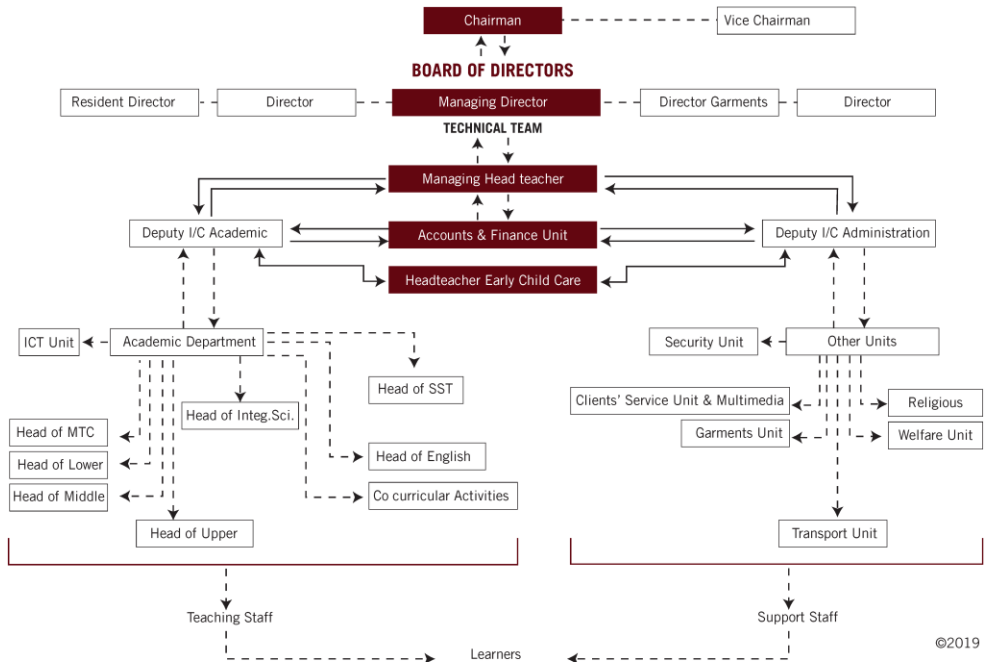 Chairman
Vice Chairman
BOARD OF DIRECTORS
Resident Director
Director
Managing Director
Director Garments
Director
TECHNICAL TEAM
Managing Head teacher
Deputy I/C Academic
Accounts & Finance Unit
Deputy I/C Administration
Headteacher Early Child Care
ICT Unit
Academic Department
Security Unit
Other Units
Head of SST
Clients' Service Unit & Multimedia
Religious
Head of Integ.Sci.
Head of MTC
Garments Unit
Welfare Unit
Head of Lower
Head of English
Head of Middle
Co curricular Activities
Head of Upper
Transport Unit
Teaching Staff
Support Staff
Learners
©2019